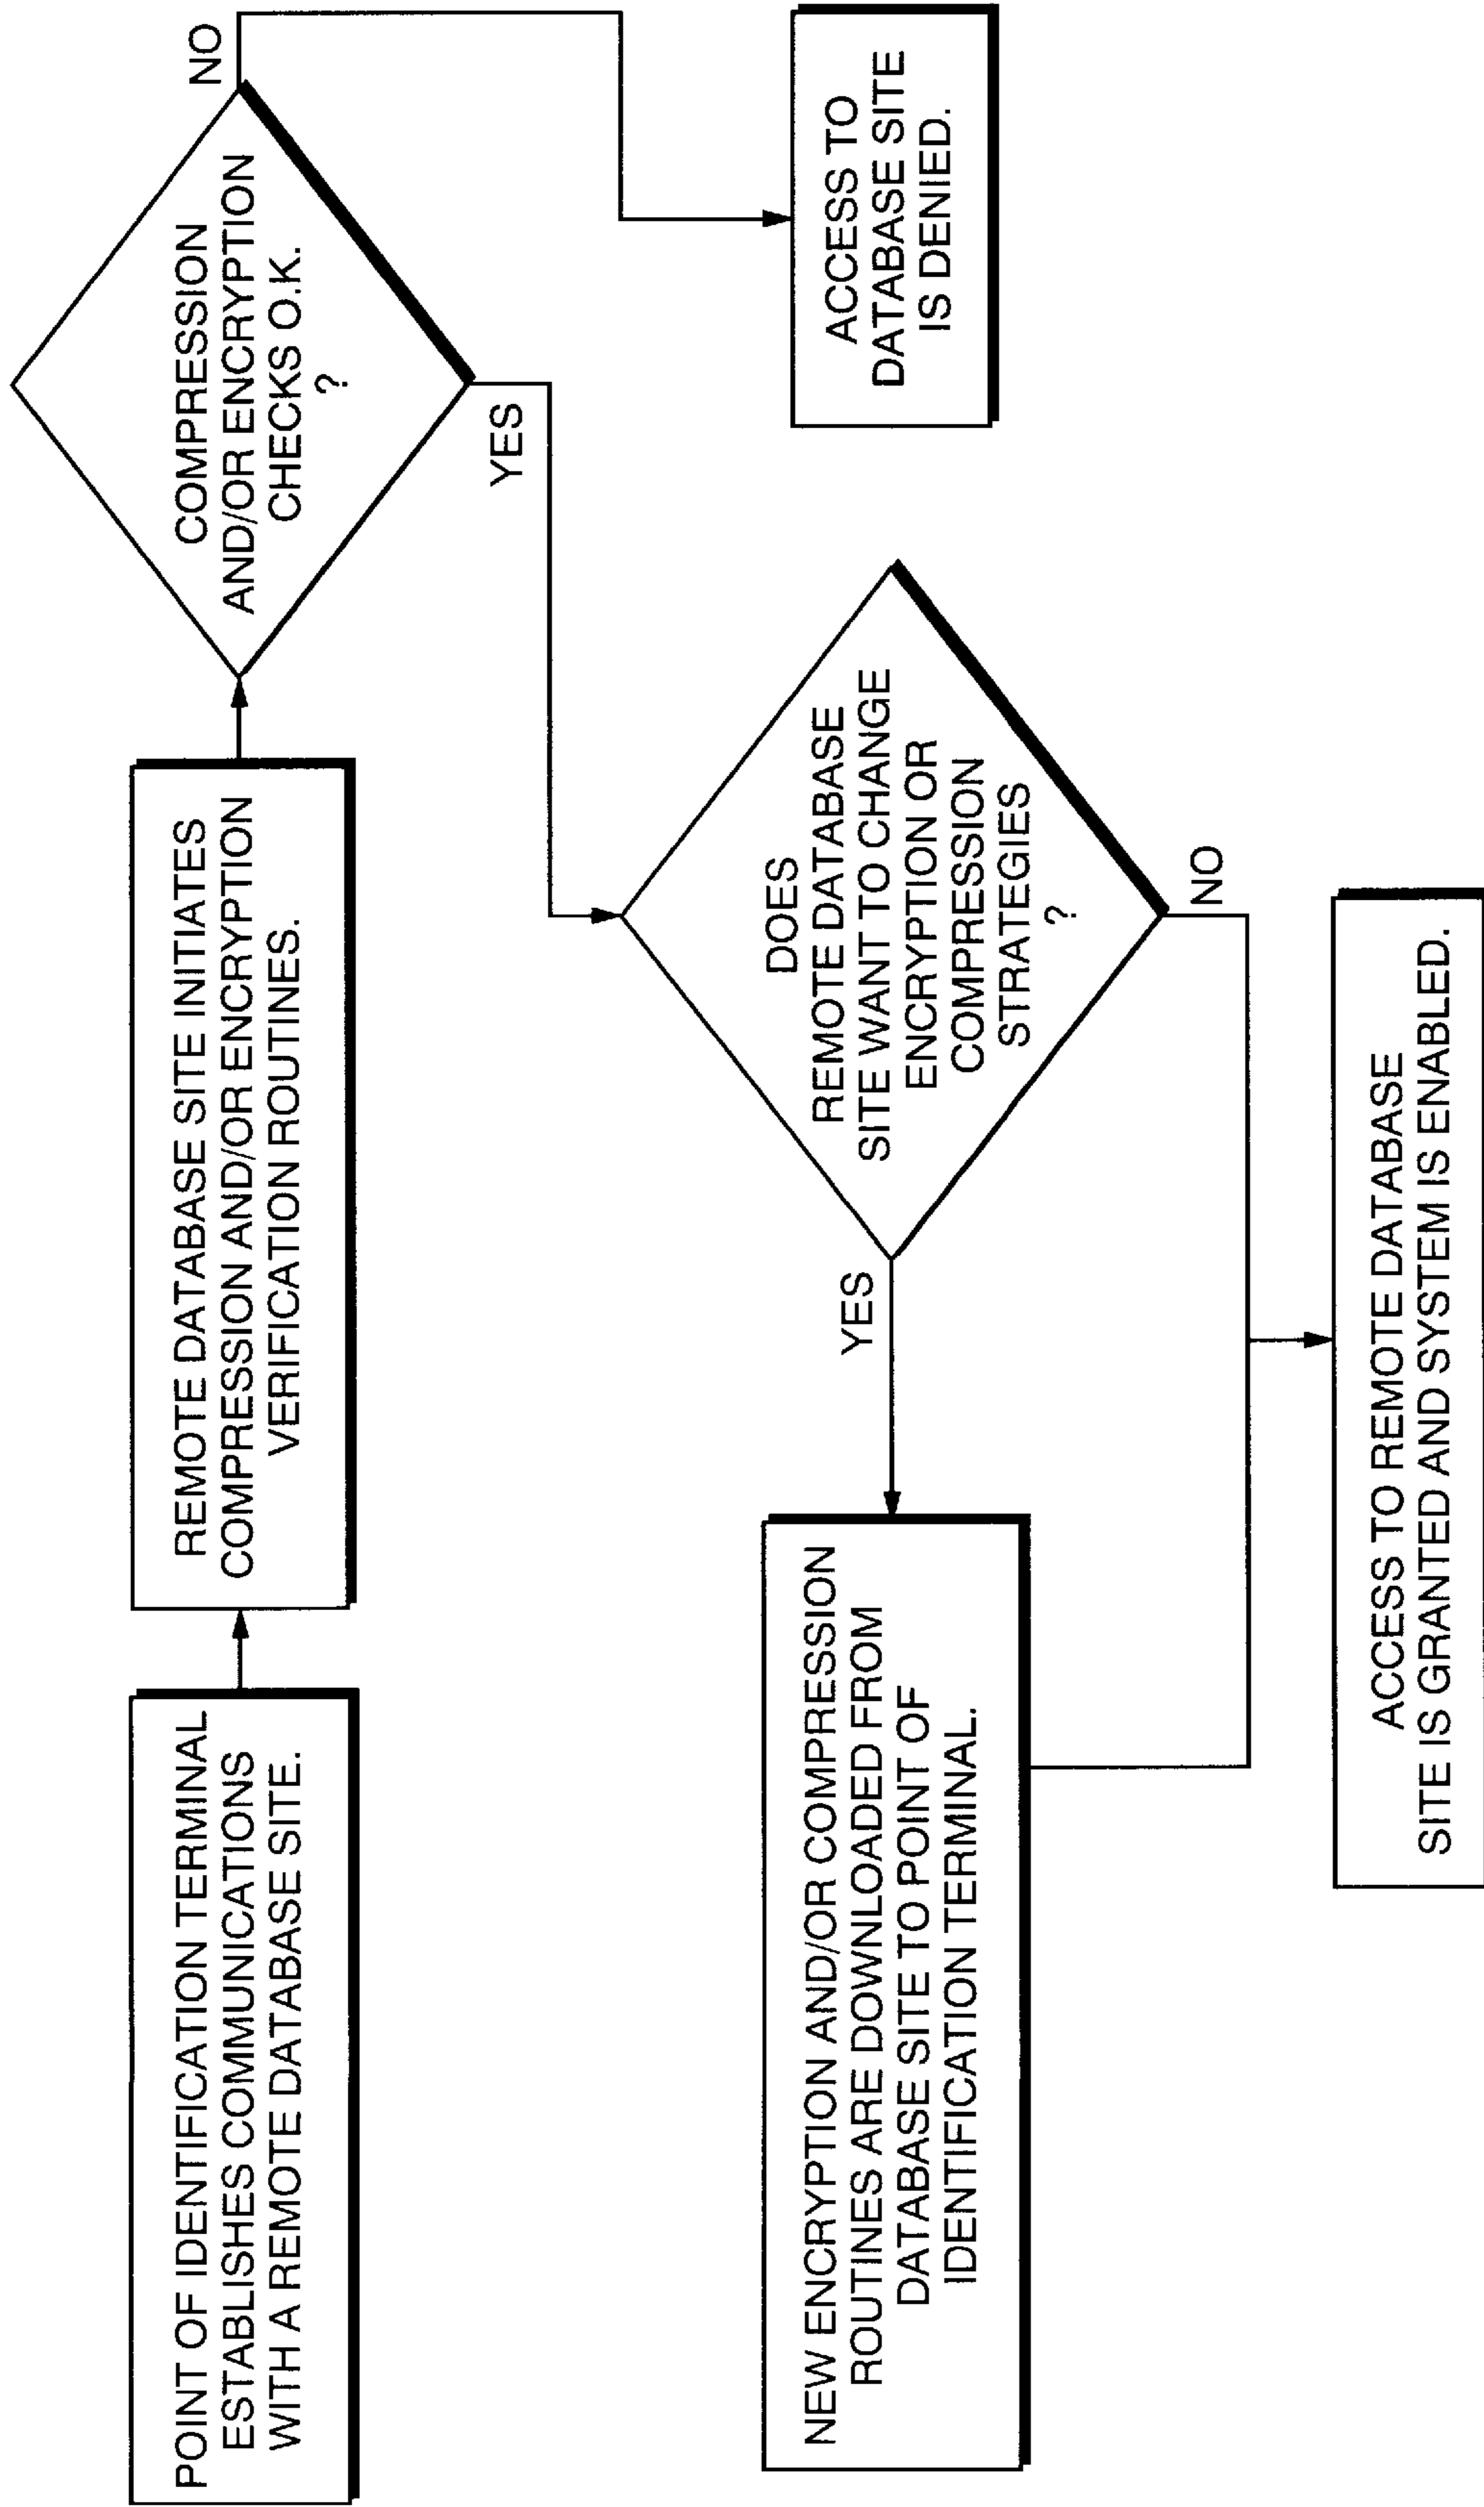 POINT OF IDENTIFICATION TERMINAL
ESTABLISHES COMMUNICATIONS
WITH A REMOTE DATABASE SITE.
REMOTE DATABASE SITE INITIATES
COMPRESSION AND/OR ENCRYPTION
VERIFICATION ROUTINES.
COMPRESSION
AND/OR ENCRYPTION
CHECKS O.K.
?
NO
YES
ACCESS TO
DATABASE SITE
IS DENIED.
DOES
REMOTE DATABASE
SITE WANT TO CHANGE
ENCRYPTION OR
COMPRESSION
STRATEGIES
?
YES
NO
NEW ENCRYPTION AND/OR COMPRESSION
ROUTINES ARE DOWNLOADED FROM
DATABASE SITE TO POINT OF
IDENTIFICATION TERMINAL.
ACCESS TO REMOTE DATABASE
SITE IS GRANTED AND SYSTEM IS ENABLED.